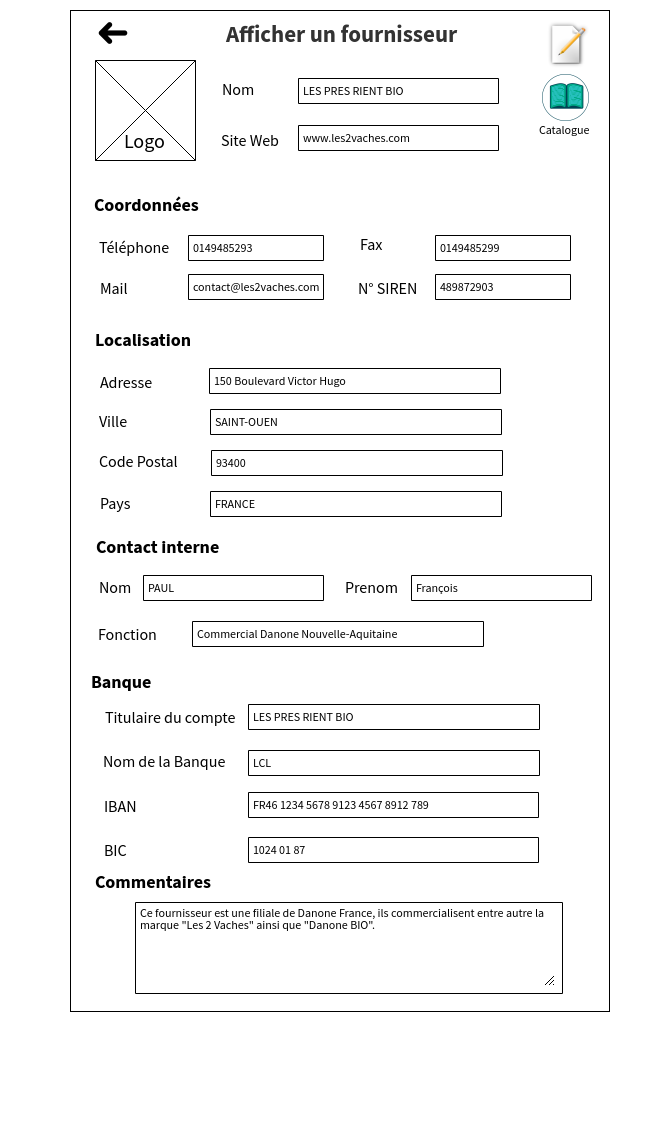 Afficher un fournisseur
Logo
Nom LES PRES RIENT BIO
Site Web www.les2vaches.com
Catalogue
Coordonnées
Téléphone 0149485293 Fax 0149485299
Mail contact@les2vaches.com N° SIREN 489872903
Localisation
Adresse 150 Boulevard Victor Hugo
Ville SAINT-OUEN
Code Postal 93400
Pays FRANCE
Contact interne
Nom PAUL Prenom François
Fonction Commercial Danone Nouvelle-Aquitaine
Banque
Titulaire du compte LES PRES RIENT BIO
Nom de la Banque LCL
IBAN FR46 1234 5678 9123 4567 8912 789
BIC 1024 01 87
Commentaires
Ce fournisseur est une filiale de Danone France, ils commercialisent entre autre la
marque "Les 2 Vaches" ainsi que "Danone BIO".